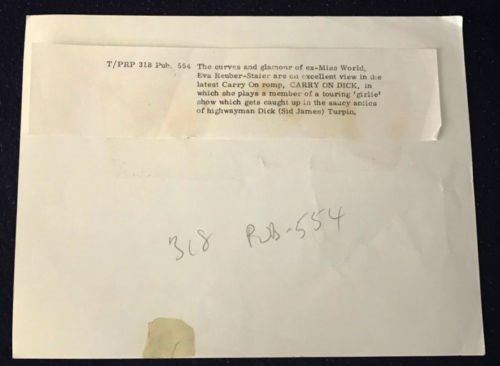 T/PRP 318 Pub. 554 The curves and glamour of ex-Miss World,
Eva Reuber-Staier are on excellent view in the
latest Carry On romp, CARRY ON DICK, in
which she plays a member of a touring 'girlie'
show which gets caught up in the saucy antics
of highwayman Dick (Sid James) Turpin.
318 PUB-554